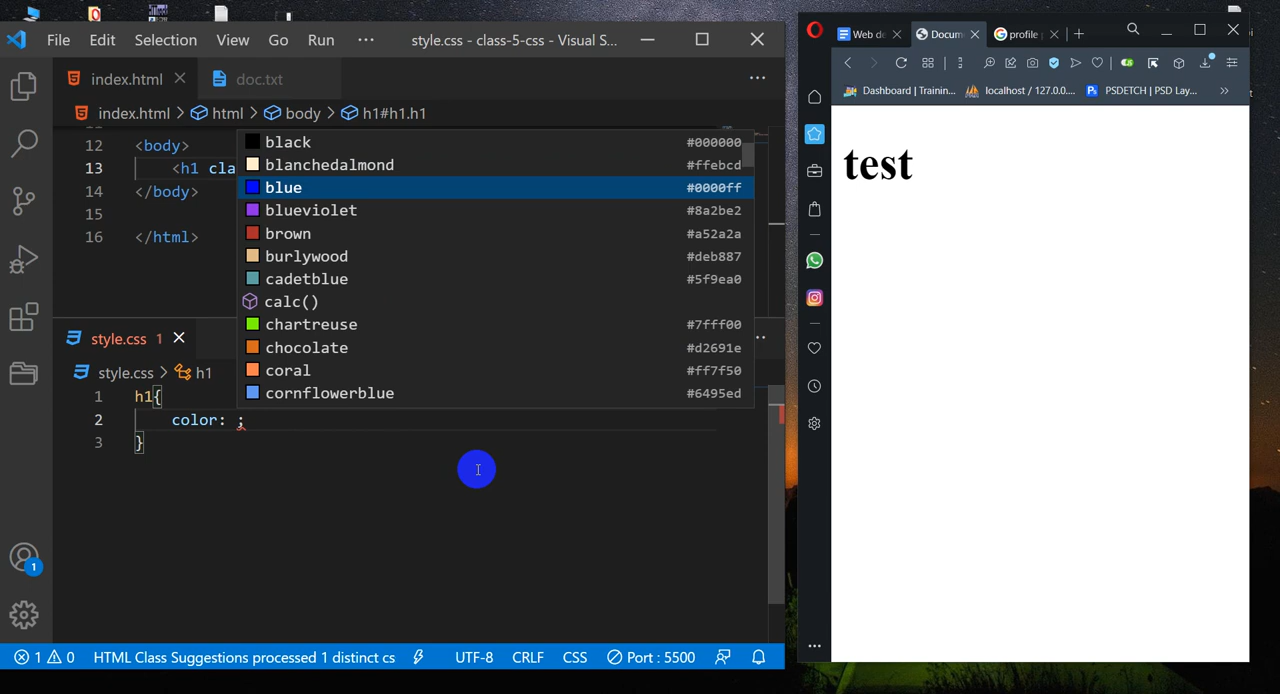 File Edit Selection View Go Run ··· style.css - class-5-css - Visual S...
index.html doc.txt ···
index.html > html > body > h1#h1.h1
12 <body>
13 <h1 cla
14 </body>
15
16 </html>
black #000000
blanchedalmond #ffebcd
blue #0000ff
blueviolet #8a2be2
brown #a52a2a
burlywood #deb887
cadetblue #5f9ea0
calc()
chartreuse #7fff00
chocolate #d2691e
coral #ff7f50
cornflowerblue #6495ed
style.css 1
style.css > h1
1 h1{
2 color: ;
3 }
1
1 0 HTML Class Suggestions processed 1 distinct cs UTF-8 CRLF CSS Port : 5500
Web de Docum profile
Dashboard | Trainin... localhost / 127.0.0.... PSDETCH | PSD Lay... »
test